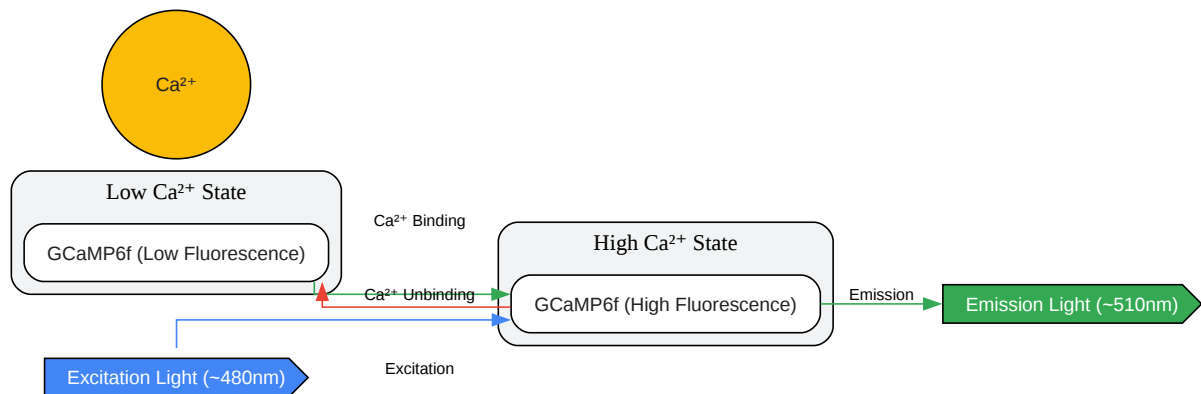 Ca²⁺
Low Ca²⁺ State
GCaMP6f (Low Fluorescence)
Ca²⁺ Binding
High Ca²⁺ State
Ca²⁺ Unbinding
GCaMP6f (High Fluorescence)
Emission
Emission Light (~510nm)
Excitation
Excitation Light (~480nm)